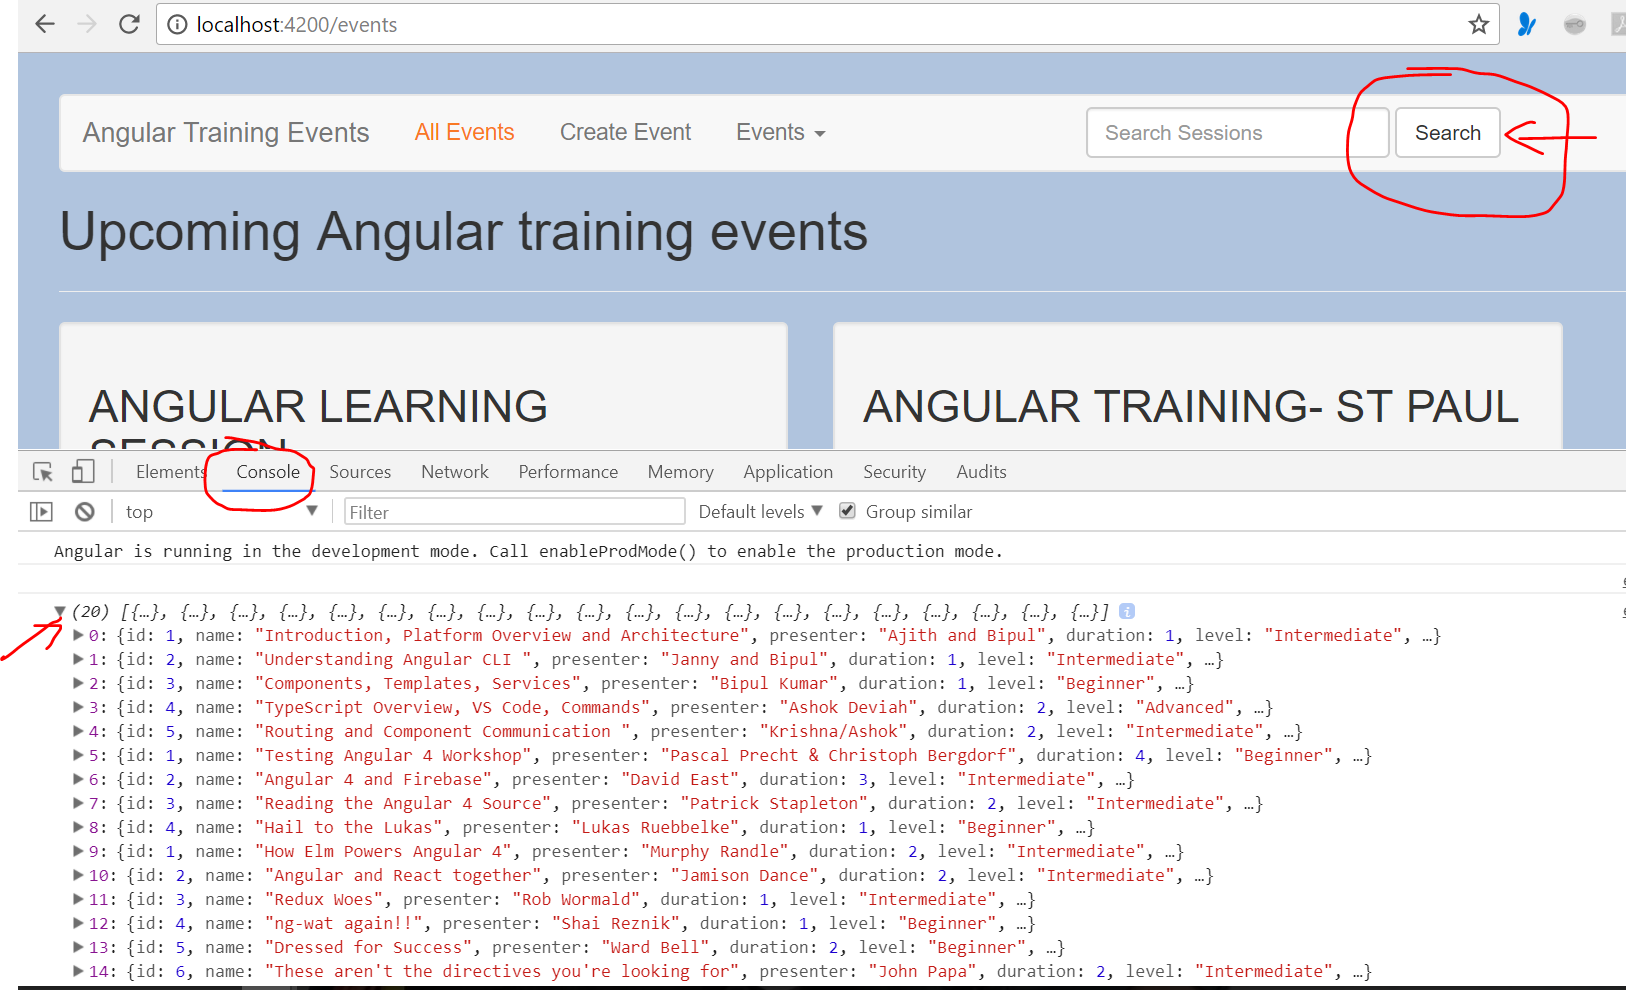 localhost:4200/events
Angular Training Events All Events Create Event Events Search Sessions Search
Upcoming Angular training events
ANGULAR LEARNING SESSION
ANGULAR TRAINING- ST PAUL
Elements Console Sources Network Performance Memory Application Security Audits
top Filter Default levels Group similar
Angular is running in the development mode. Call enableProdMode() to enable the production mode.
(20) [{…}, {…}, {…}, {…}, {…}, {…}, {…}, {…}, {…}, {…}, {…}, {…}, {…}, {…}, {…}, {…}, {…}, {…}, {…}, {…}] i
0: {id: 1, name: "Introduction, Platform Overview and Architecture", presenter: "Ajith and Bipul", duration: 1, level: "Intermediate", …}
1: {id: 2, name: "Understanding Angular CLI ", presenter: "Janny and Bipul", duration: 1, level: "Intermediate", …}
2: {id: 3, name: "Components, Templates, Services", presenter: "Bipul Kumar", duration: 1, level: "Beginner", …}
3: {id: 4, name: "TypeScript Overview, VS Code, Commands", presenter: "Ashok Deviah", duration: 2, level: "Advanced", …}
4: {id: 5, name: "Routing and Component Communication ", presenter: "Krishna/Ashok", duration: 2, level: "Intermediate", …}
5: {id: 1, name: "Testing Angular 4 Workshop", presenter: "Pascal Precht & Christoph Bergdorf", duration: 4, level: "Beginner", …}
6: {id: 2, name: "Angular 4 and Firebase", presenter: "David East", duration: 3, level: "Intermediate", …}
7: {id: 3, name: "Reading the Angular 4 Source", presenter: "Patrick Stapleton", duration: 2, level: "Intermediate", …}
8: {id: 4, name: "Hail to the Lukas", presenter: "Lukas Ruebbelke", duration: 1, level: "Beginner", …}
9: {id: 1, name: "How Elm Powers Angular 4", presenter: "Murphy Randle", duration: 2, level: "Intermediate", …}
10: {id: 2, name: "Angular and React together", presenter: "Jamison Dance", duration: 2, level: "Intermediate", …}
11: {id: 3, name: "Redux Woes", presenter: "Rob Wormald", duration: 1, level: "Intermediate", …}
12: {id: 4, name: "ng-wat again!!", presenter: "Shai Reznik", duration: 1, level: "Beginner", …}
13: {id: 5, name: "Dressed for Success", presenter: "Ward Bell", duration: 2, level: "Beginner", …}
14: {id: 6, name: "These aren't the directives you're looking for", presenter: "John Papa", duration: 2, level: "Intermediate", …}